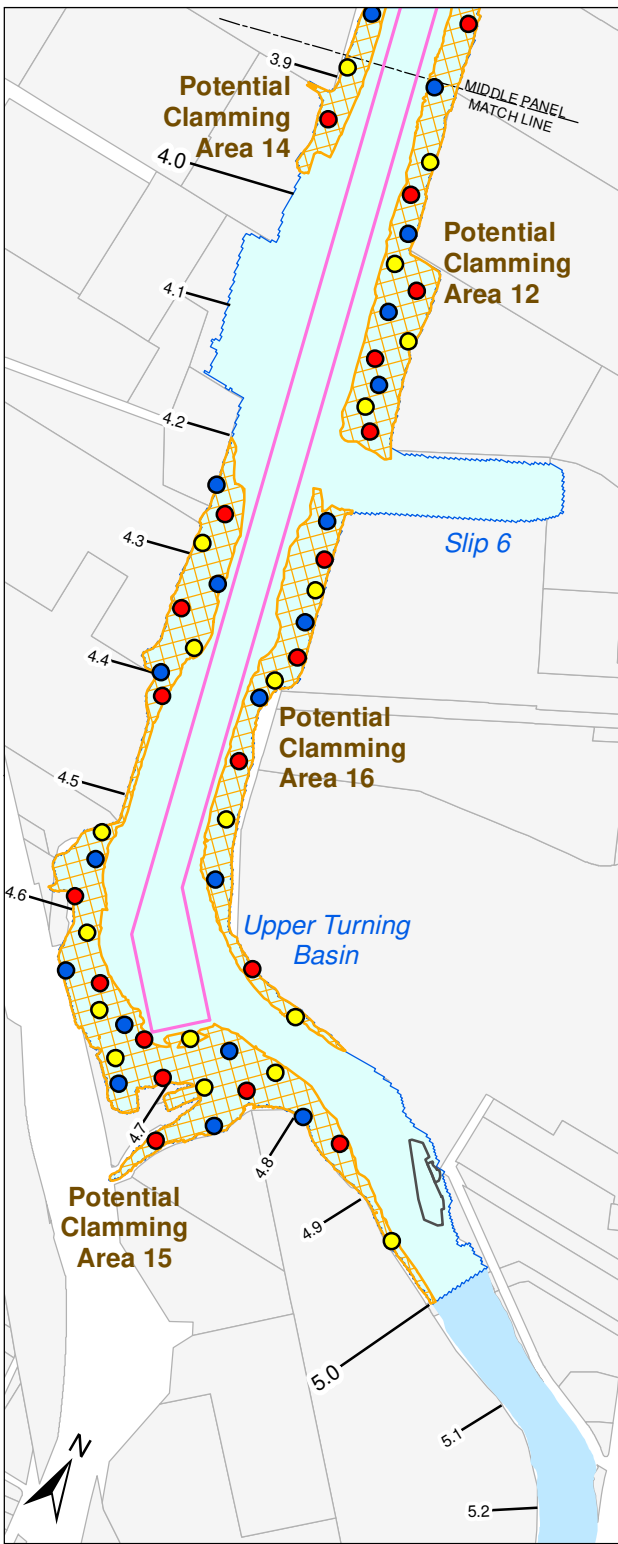 3.9
MIDDLE PANEL
MATCH LINE
Potential
Clamming
Area 14
4.0
Potential
Clamming
Area 12
4.1
4.2
4.3
Slip 6
4.4
Potential
Clamming
Area 16
4.5
4.6
Upper Turning
Basin
4.7
4.8
Potential
Clamming
Area 15
4.9
5.0
5.1
N
5.2